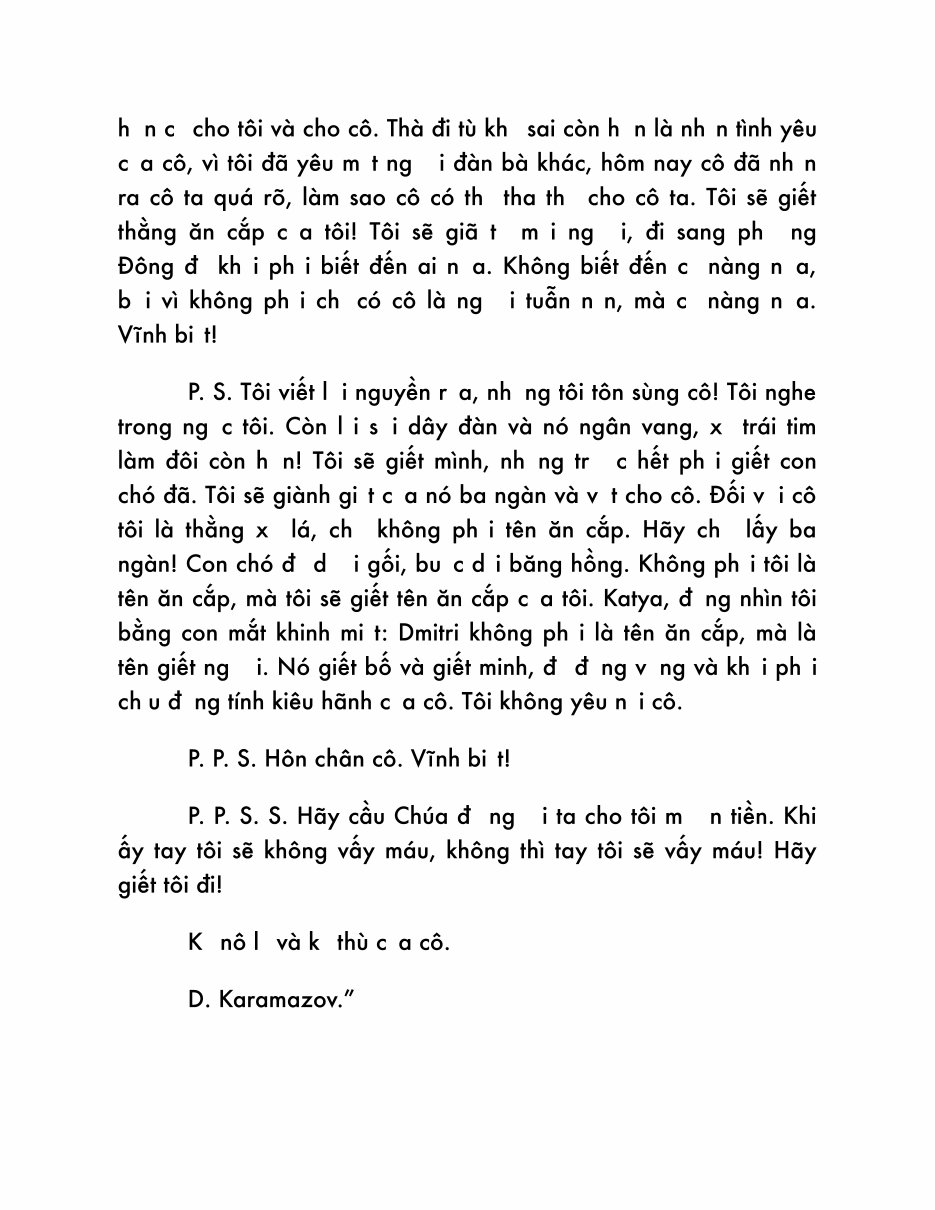 h n c cho tôi và cho cô. Thà đi tù kh sai còn h n là nh n tình yêu
c a cô, vì tôi đã yêu m t ng i đàn bà khác, hôm nay cô đã nh n
ra cô ta quá rõ, làm sao cô có th tha th cho cô ta. Tôi sẽ giết
thằng ăn cắp c a tôi! Tôi sẽ giã t m i ng i, đi sang ph ng
Đông đ kh i ph i biết đến ai n a. Không biết đến c nàng n a,
b i vì không ph i ch có cô là ng i tuẫn n n, mà c nàng n a.
Vĩnh bi t!
P. S. Tôi viết l i nguyền r a, nh ng tôi tôn sùng cô! Tôi nghe
trong ng c tôi. Còn l i s i dây đàn và nó ngân vang, x trái tim
làm đôi còn h n! Tôi sẽ giết mình, nh ng tr c hết ph i giết con
chó đã. Tôi sẽ giành gi t c a nó ba ngàn và v t cho cô. Đối v i cô
tôi là thằng x lá, ch không ph i tên ăn cắp. Hãy ch lấy ba
ngàn! Con chó đ d i gối, bu c d i băng hồng. Không ph i tôi là
tên ăn cắp, mà tôi sẽ giết tên ăn cắp c a tôi. Katya, đ ng nhìn tôi
bằng con mắt khinh mi t: Dmitri không ph i là tên ăn cắp, mà là
tên giết ng i. Nó giết bố và giết minh, đ đ ng v ng và kh i ph i
ch u đ ng tính kiêu hãnh c a cô. Tôi không yêu n i cô.
P. P. S. Hôn chân cô. Vĩnh bi t!
P. P. S. S. Hãy cầu Chúa đ ng i ta cho tôi m n tiền. Khi
ấy tay tôi sẽ không vấy máu, không thì tay tôi sẽ vấy máu! Hãy
giết tôi đi!
K nô l và k thù c a cô.
D. Karamazov.”